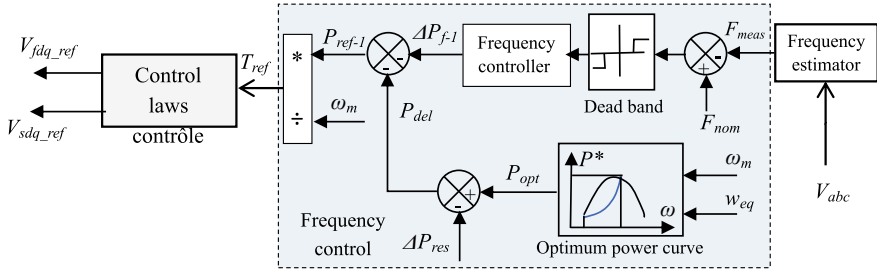 V_fdq_ref
V_sdq_ref
Control
laws
contrôle
T_ref
*
÷
P_ref-1
ω_m
ΔP_f-1
- -
P_del
Frequency
controller
Dead band
F_meas
- +
F_nom
Frequency
estimator
V_abc
P_opt
- +
ΔP_res
Frequency
control
P*
ω
Optimum power curve
ω_m
w_eq